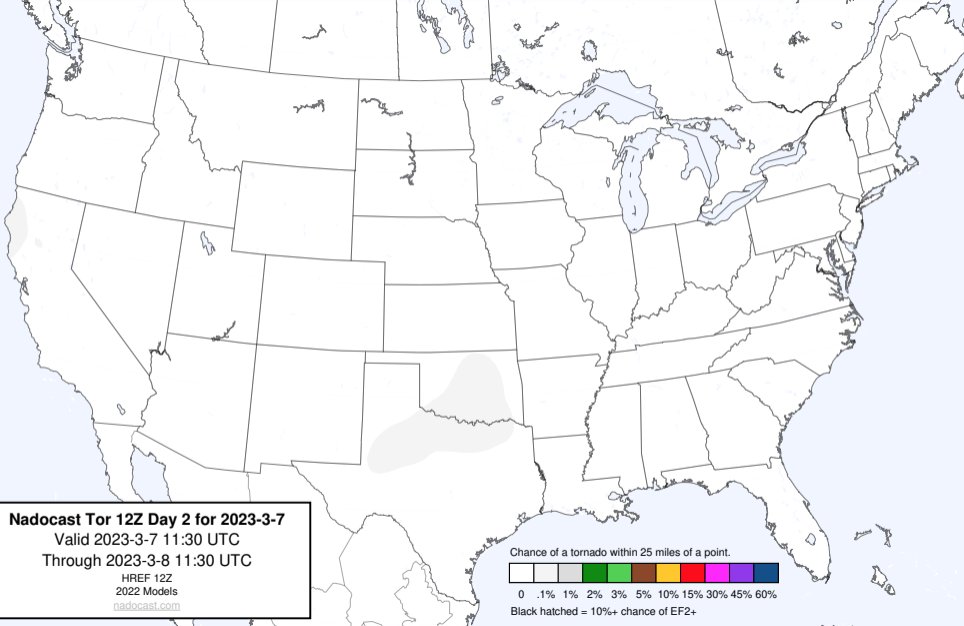 Nadocast Tor 12Z Day 2 for 2023-3-7
Valid 2023-3-7 11:30 UTC
Through 2023-3-8 11:30 UTC
HREF 12Z
2022 Models
nadocast.com
Chance of a tornado within 25 miles of a point.
0 .1% 1% 2% 3% 5% 10% 15% 30% 45% 60%
Black hatched = 10%+ chance of EF2+